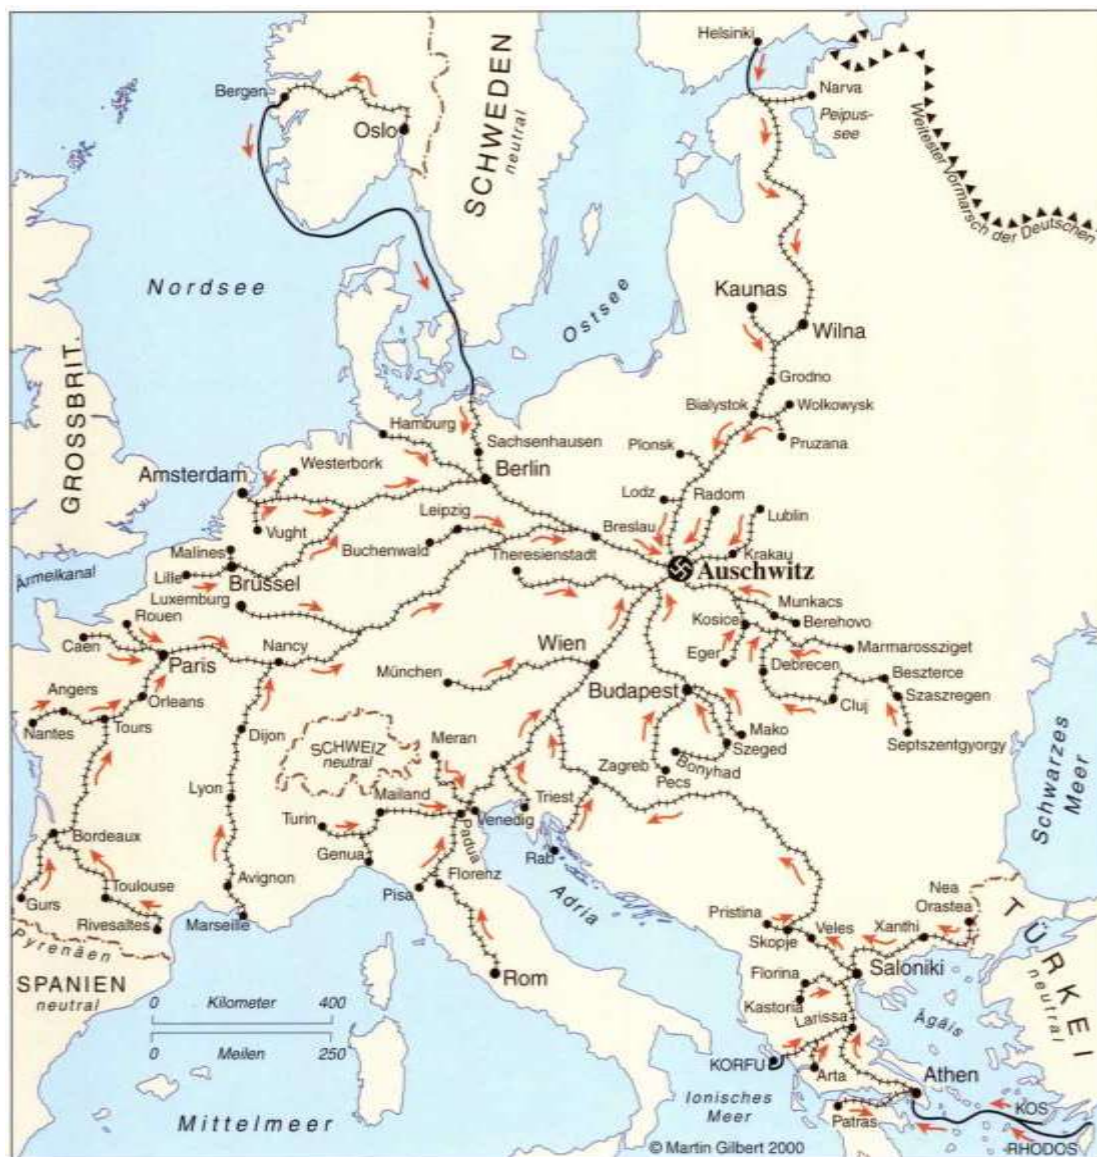 Helsinki
Bergen
Narva
Peipus-
see
Oslo
SCHWEDEN
neutral
Weitester Vormarsch der Deutschen
Nordsee
Ostsee
Kaunas
Wilna
GROSSBRIT.
Grodno
Bialystok
Wolkowysk
Hamburg
Pruzana
Sachsenhausen
Plonsk
Westerbork
Berlin
Amsterdam
Lodz
Radom
Leipzig
Lublin
Vught
Breslau
Malines
Buchenwald
Theresienstadt
Krakau
Ärmelkanal
Lille
Brüssel
Auschwitz
Luxemburg
Munkacs
Rouen
Kosice
Berehovo
Caen
Wien
Marmarossziget
Paris
Nancy
München
Eger
Debrecen
Beszterce
Angers
Orleans
Budapest
Szaszregen
Nantes
Tours
Cluj
Dijon
Meran
Mako
Septszentgyorgy
SCHWEIZ
neutral
Szeged
Bonyhad
Zagreb
Pecs
Schwarzes
Meer
Lyon
Mailand
Triest
Turin
Venedig
Bordeaux
Padua
Genua
Rab
Toulouse
Avignon
Florenz
Gurs
Pisa
Adria
Nea
Orastea
Rivesaltes
Marseille
Pristina
Veles
Xanthi
TÜRKEI
neutral
Pyrenäen
Skopje
SPANIEN
neutral
Rom
Florina
Saloniki
0 Kilometer 400
Kastoria
0 Meilen 250
Larissa
Ägäis
KORFU
Arta
Athen
Ionisches
Meer
KOS
Patras
Mittelmeer
© Martin Gilbert 2000
RHODOS